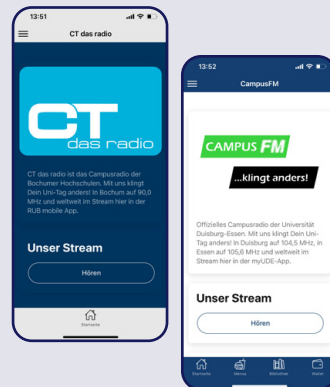 13:51
CT das radio
CT
das radio
CT das radio ist das Campusradio der
Bochumer Hochschulen. Mit uns klingt
Dein Uni-Tag anders! In Bochum auf 90,0
MHz und weltweit im Stream hier in der
RUB mobile App.
Unser Stream
Hören
Startseite
13:52
CampusFM
CAMPUS FM
...klingt anders!
Offizielles Campusradio der Universität
Duisburg-Essen. Mit uns klingt Dein Uni-
Tag anders! In Duisburg auf 104,5 MHz, in
Essen auf 105,6 MHz und weltweit im
Stream hier in der myUDE-App.
Unser Stream
Hören
Startseite
Mensa
Bibliothek
Wallet